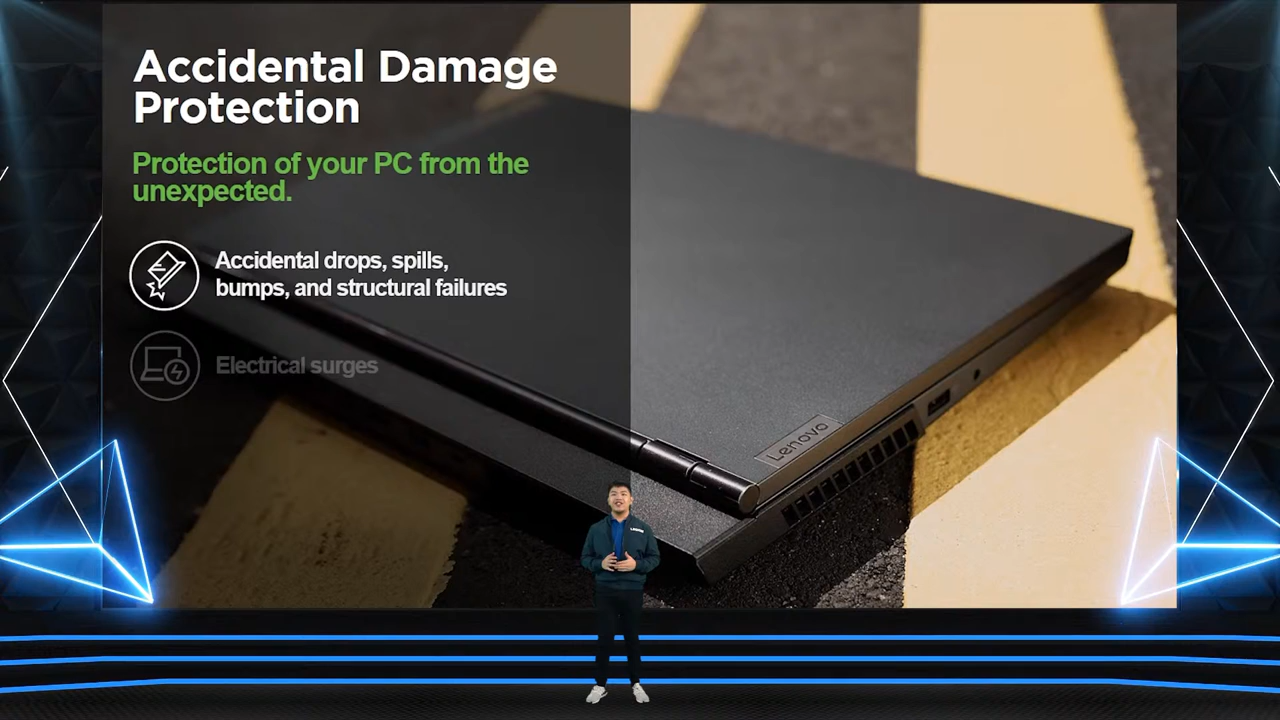 Accidental Damage
Protection
Protection of your PC from the
unexpected.
Accidental drops, spills,
bumps, and structural failures
Electrical surges
Lenovo